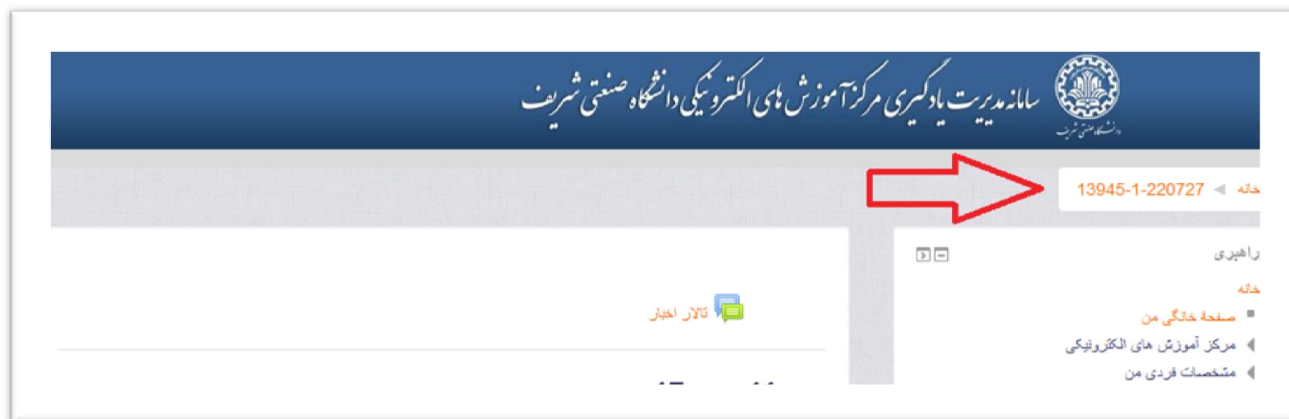 سامانه مدیریت یادگیری مرکز آموزش های الکترونیکی دانشگاه صنعتی شریف
دانشگاه صنعتی شریف
خانه ◄ 13945-1-220727
راهبری
خانه
صفحهٔ خانگی من
مرکز آموزش های الکترونیکی
مشخصات فردی من
تالار اخبار